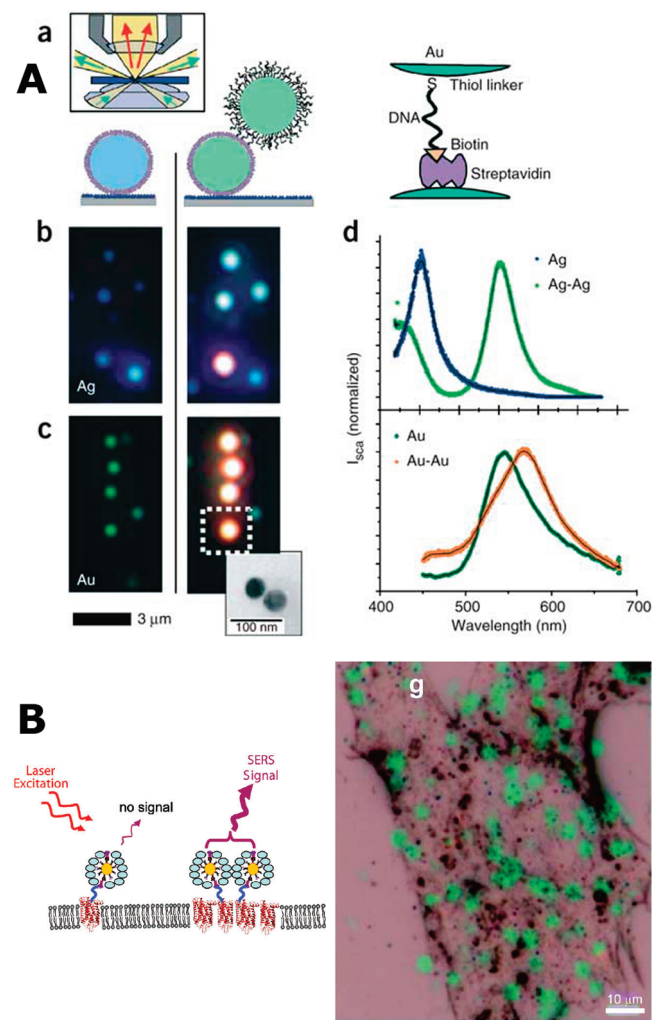 a
A
Au
S
Thiol linker
DNA
Biotin
Streptavidin
b
Ag
c
Au
3 μm
100 nm
d
Ag
Ag-Ag
Au
Au-Au
Isca (normalized)
400 500 600 700
Wavelength (nm)
B
Laser
Excitation
no signal
SERS
Signal
g
10 μm